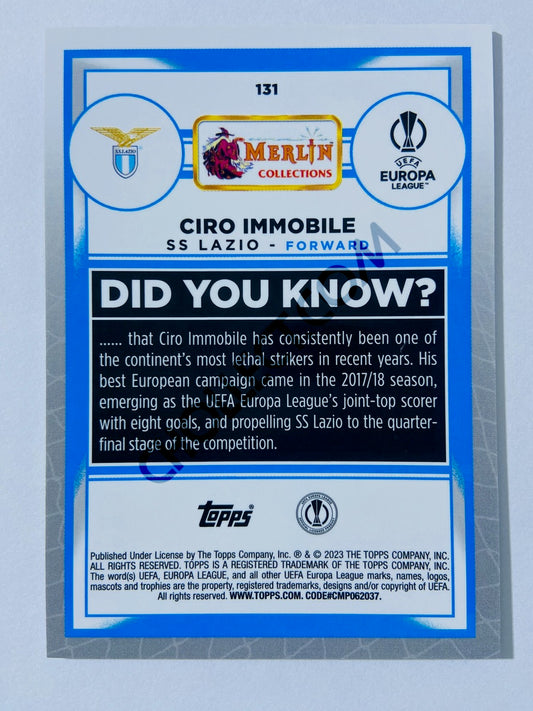 131
SS.LAZIO
MERLIN
COLLECTIONS
UEFA
EUROPA
LEAGUE™
CIRO IMMOBILE
SS LAZIO - FORWARD
DID YOU KNOW?
...... that Ciro Immobile has consistently been one of
the continent's most lethal strikers in recent years. His
best European campaign came in the 2017/18 season,
emerging as the UEFA Europa League's joint-top scorer
with eight goals, and propelling SS Lazio to the quarter-
final stage of the competition.
topps®
Published Under License by The Topps Company, Inc. ® & © 2023 THE TOPPS COMPANY, INC.
ALL RIGHTS RESERVED. TOPPS IS A REGISTERED TRADEMARK OF THE TOPPS COMPANY, INC.
The word(s) UEFA, EUROPA LEAGUE, and all other UEFA Europa League marks, names, logos,
mascots and trophies are the property, registered trademarks, designs and/or copyright of UEFA.
All rights reserved. WWW.TOPPS.COM. CODE#CMP062037.